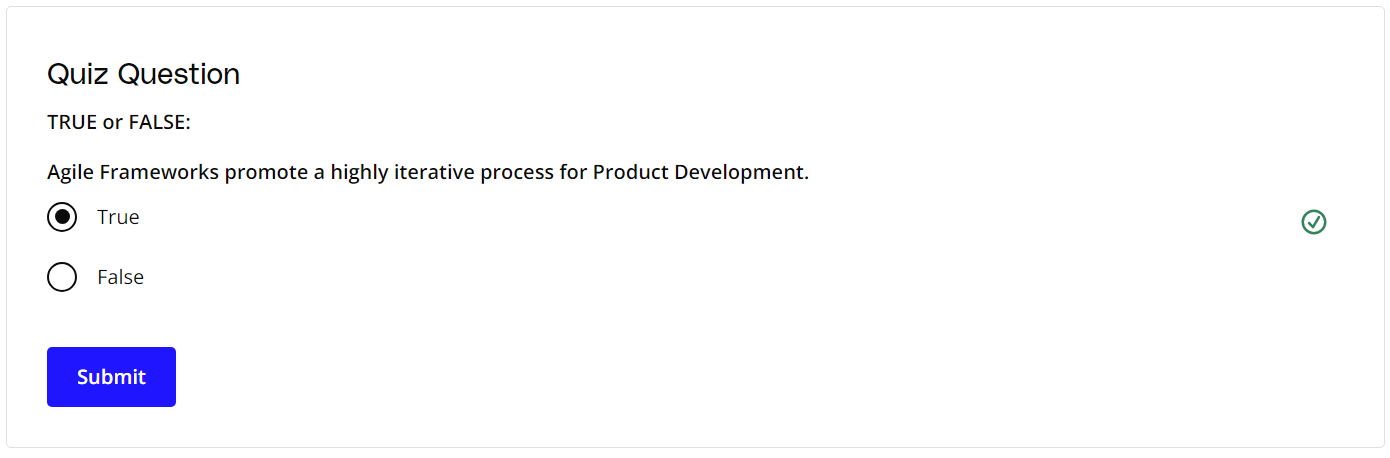 Quiz Question
TRUE or FALSE:
Agile Frameworks promote a highly iterative process for Product Development.
True
False
Submit